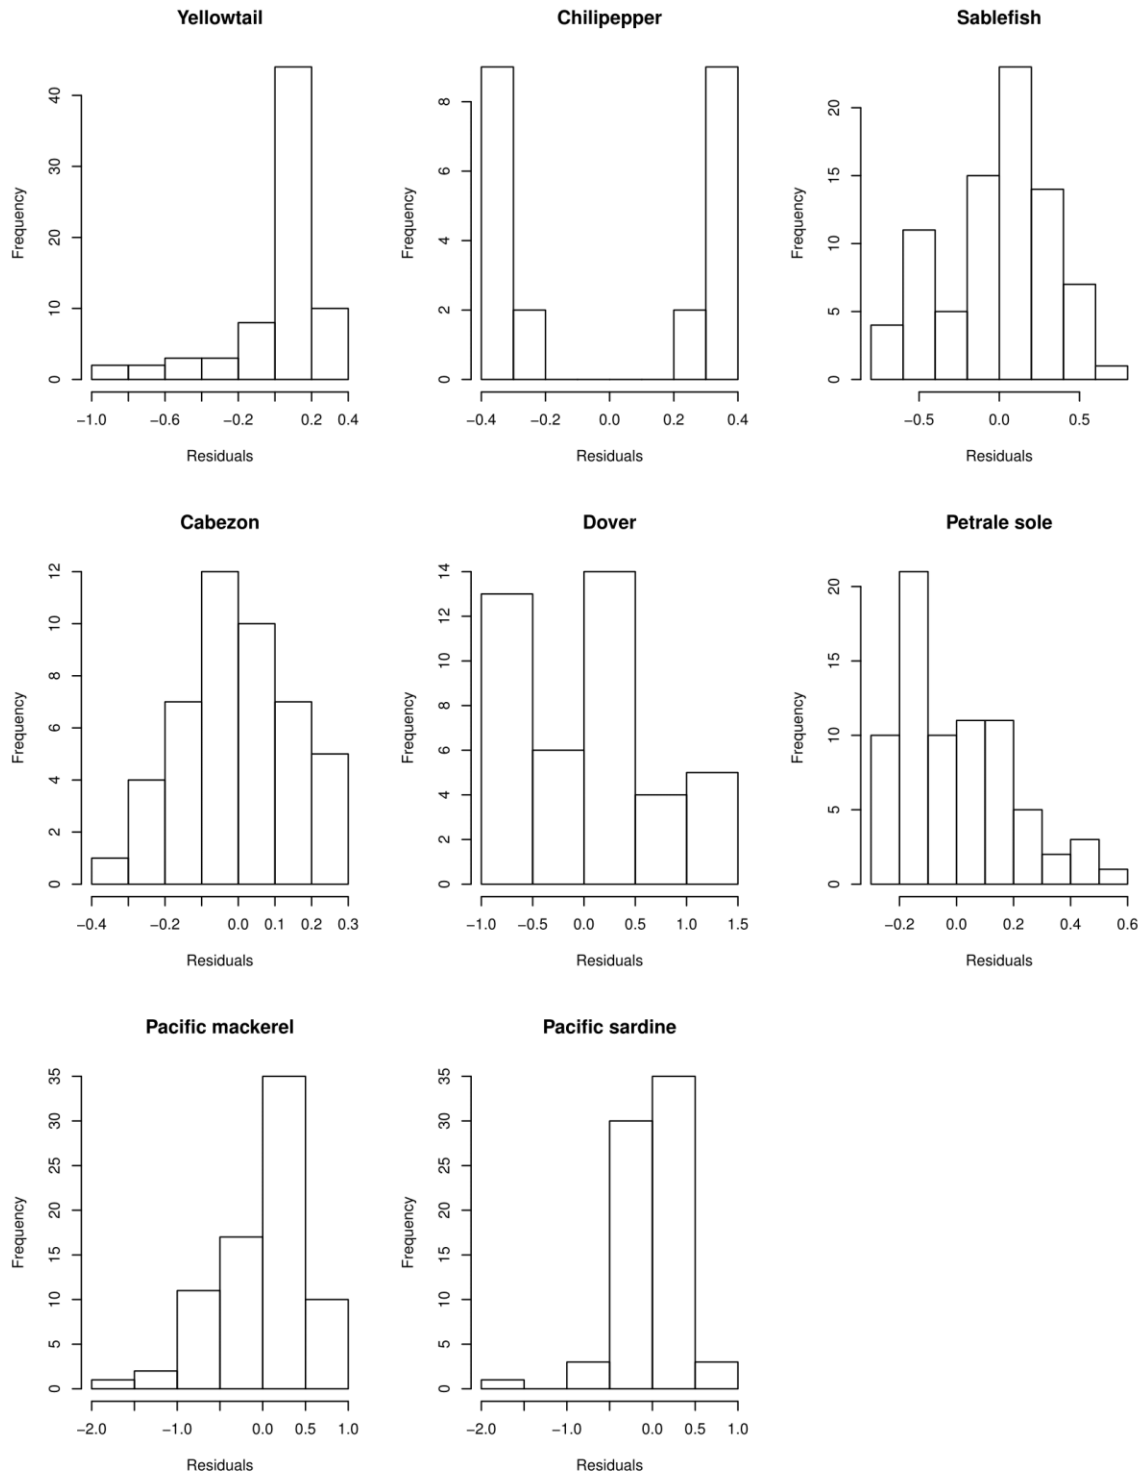 Yellowtail
Frequency
0 10 20 30 40
−1.0 −0.6 −0.2 0.2 0.4
Residuals
Chilipepper
Frequency
0 2 4 6 8
−0.4 −0.2 0.0 0.2 0.4
Residuals
Sablefish
Frequency
0 5 10 15 20
−0.5 0.0 0.5
Residuals
Cabezon
Frequency
0 2 4 6 8 10 12
−0.4 −0.2 0.0 0.1 0.2 0.3
Residuals
Dover
Frequency
0 2 4 6 8 10 12 14
−1.0 −0.5 0.0 0.5 1.0 1.5
Residuals
Petrale sole
Frequency
0 5 10 15 20
−0.2 0.0 0.2 0.4 0.6
Residuals
Pacific mackerel
Frequency
0 5 10 15 20 25 30 35
−2.0 −1.0 0.0 0.5 1.0
Residuals
Pacific sardine
Frequency
0 5 10 15 20 25 30 35
−2.0 −1.0 0.0 0.5 1.0
Residuals